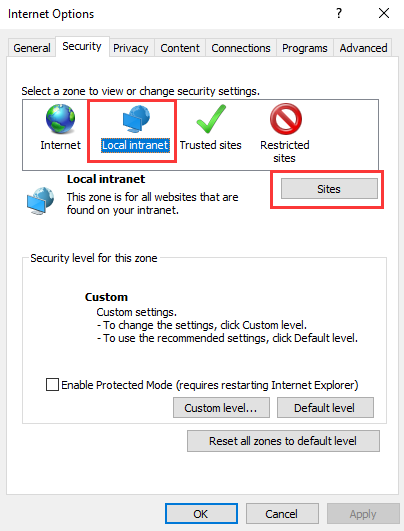 Internet Options ? ×
General Security Privacy Content Connections Programs Advanced
Select a zone to view or change security settings.
Internet Local intranet Trusted sites Restricted
sites
Local intranet
Sites
This zone is for all websites that are
found on your intranet.
Security level for this zone
Custom
Custom settings.
- To change the settings, click Custom level.
- To use the recommended settings, click Default level.
Enable Protected Mode (requires restarting Internet Explorer)
Custom level... Default level
Reset all zones to default level
OK Cancel Apply